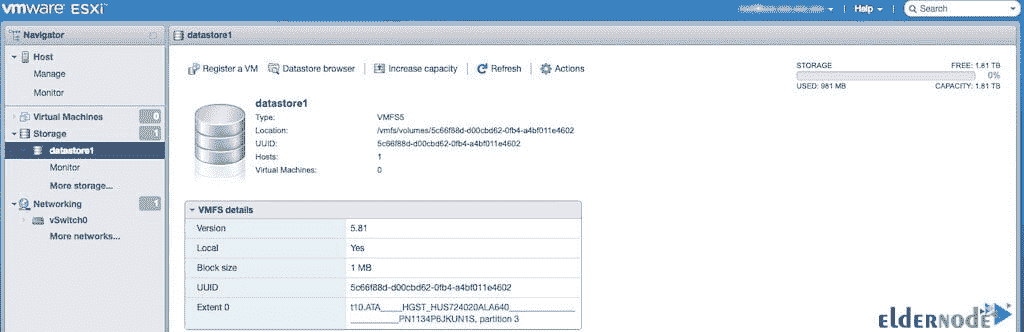 vmware ESXi™
Help
Search
Navigator
datastore1
Host
Manage
Monitor
Virtual Machines 0
Storage 1
datastore1
Monitor
More storage...
Networking 1
vSwitch0
More networks...
Register a VM Datastore browser Increase capacity Refresh Actions
STORAGE FREE: 1.81 TB
0%
USED: 981 MB CAPACITY: 1.81 TB
datastore1
Type: VMFS5
Location: /vmfs/volumes/5c66f88d-d00cbd62-0fb4-a4bf011e4602
UUID: 5c66f88d-d00cbd62-0fb4-a4bf011e4602
Hosts: 1
Virtual Machines: 0
VMFS details
Version 5.81
Local Yes
Block size 1 MB
UUID 5c66f88d-d00cbd62-0fb4-a4bf011e4602
Extent 0 t10.ATA_____HGST_HUS724020ALA640________________
____________PN1134P6JKUN1S, partition 3
ELDERNODE